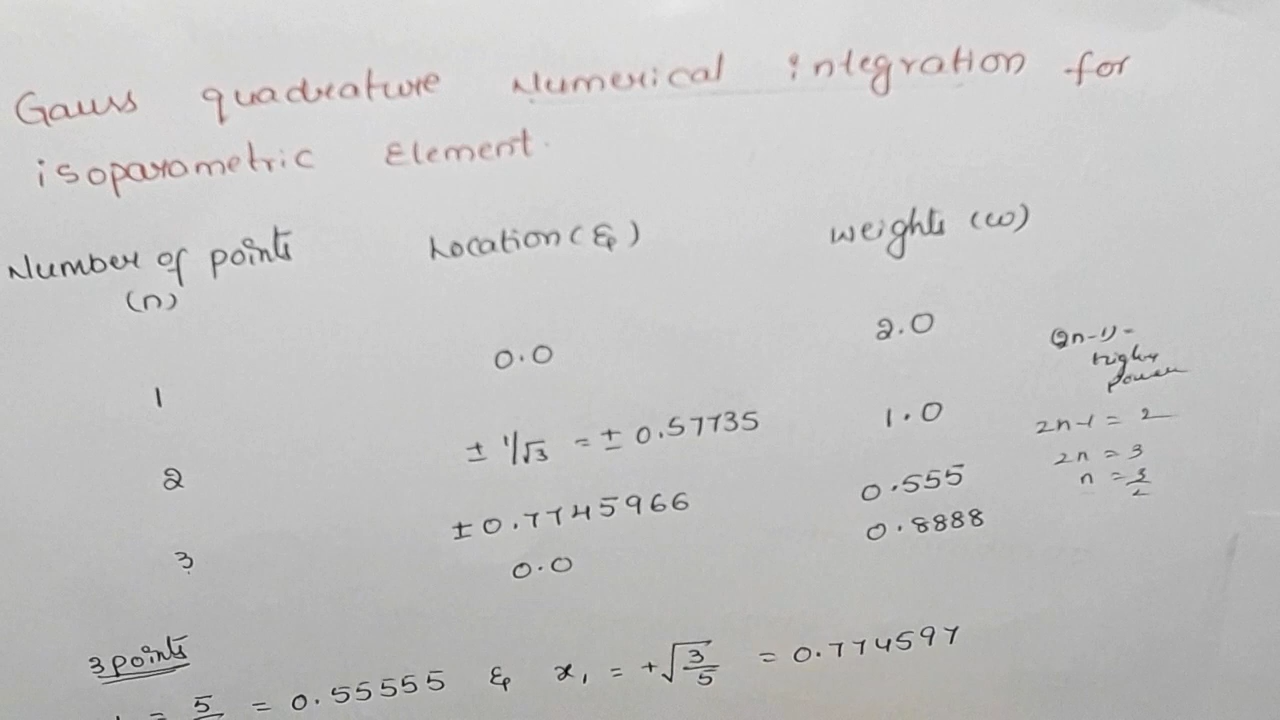 Gauss quadrature Numerical integration for
isoparametric Element.
Number of points Location (ξ) weights (w)
(n)
1 0.0 2.0
2 ± 1/√3 = ± 0.57735 1.0
3 ±0.7745966 0.555
0.0 0.8888
(2n-1) =
power
2n-1 = 2
2n = 3
n = 3/2
3 points
= 5 = 0.55555 & x₁ = +√3/5 = 0.774597